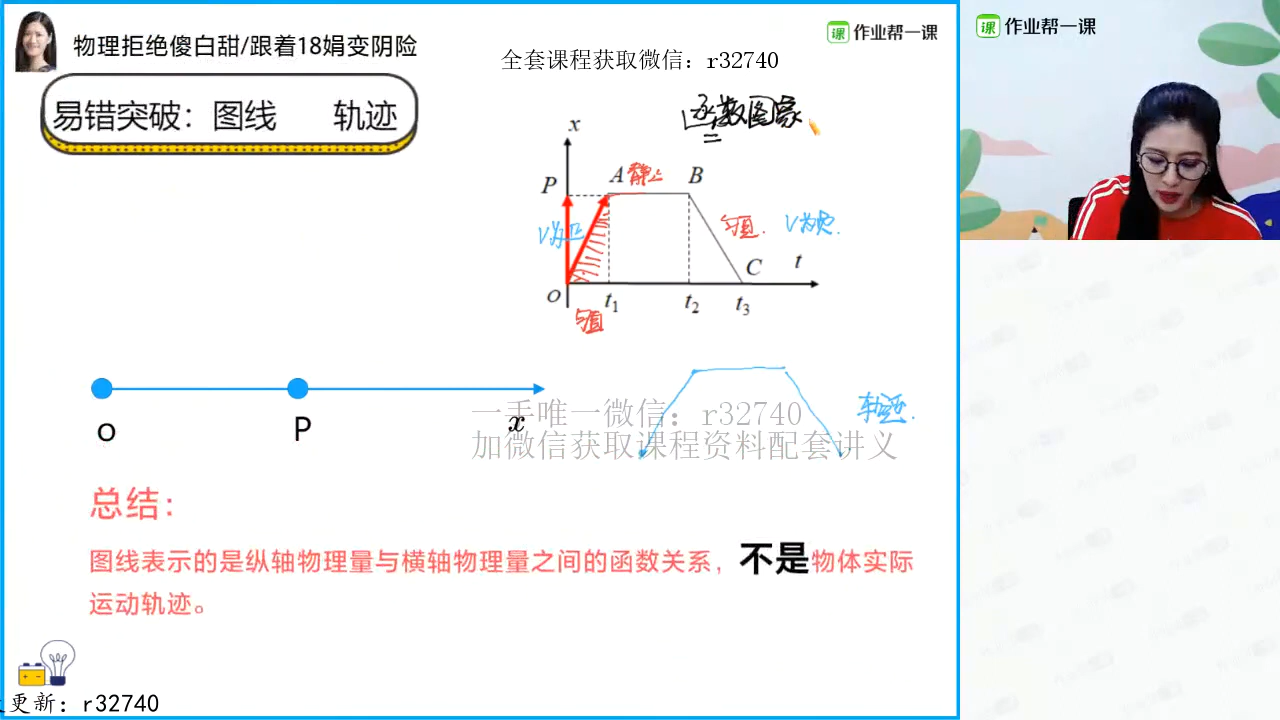 物理拒绝傻白甜/跟着18娟变阴险
作业帮一课
作业帮一课
全套课程获取微信：r32740
易错突破：图线 轨迹
函数图象
x
P
A 静止 B
V为正
匀直. V为负.
C t
O t1 t2 t3
匀直
o P x
轨迹.
一手唯一微信：r32740
加微信获取课程资料配套讲义
总结：
图线表示的是纵轴物理量与横轴物理量之间的函数关系，不是物体实际
运动轨迹。
更新：r32740